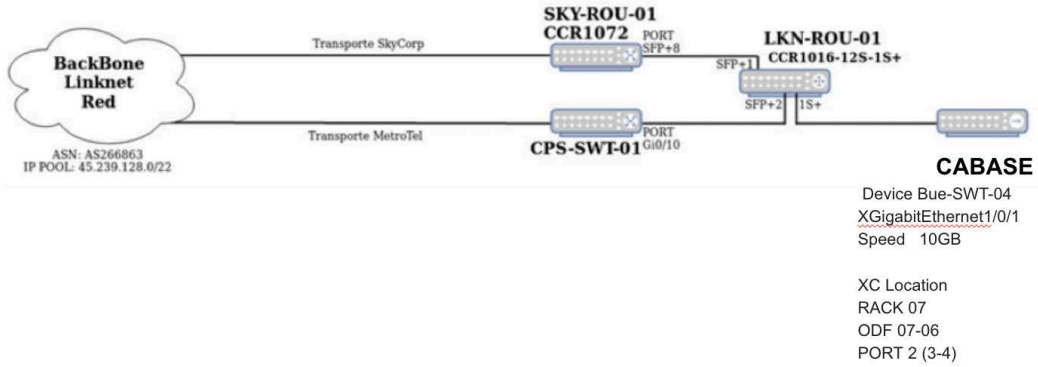 SKY-ROU-01
CCR1072
PORT
SFP+8
Transporte SkyCorp
LKN-ROU-01
CCR1016-12S-1S+
SFP+1
BackBone
Linknet
Red
SFP+2
1S+
Transporte MetroTel
PORT
Gi0/10
CPS-SWT-01
ASN: AS266863
IP POOL: 45.239.128.0/22
CABASE
Device Bue-SWT-04
XGigabitEthernet1/0/1
Speed 10GB
XC Location
RACK 07
ODF 07-06
PORT 2 (3-4)